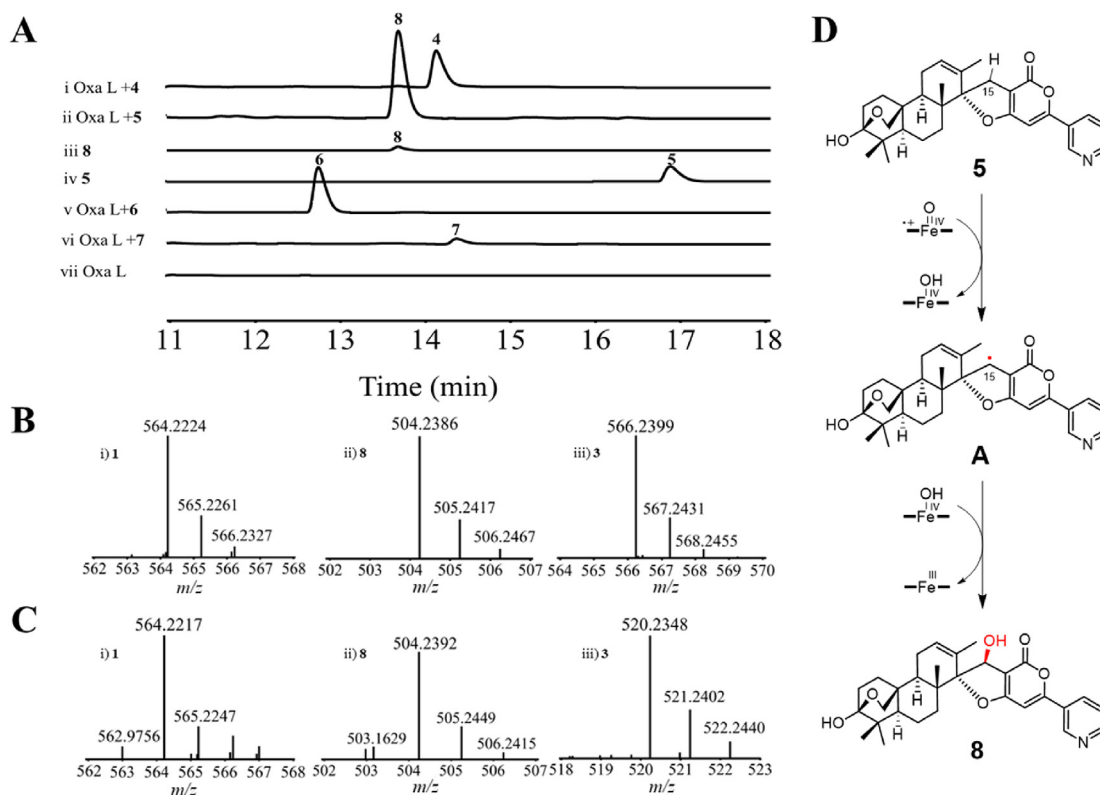 A
8
4
i Oxa L +4
ii Oxa L +5
iii 8
8
iv 5
6
5
v Oxa L+6
vi Oxa L +7
7
vii Oxa L
11 12 13 14 15 16 17 18
Time (min)
B
i) 1
564.2224
565.2261
566.2327
562 563 564 565 566 567 568
m/z
ii) 8
504.2386
505.2417
506.2467
502 503 504 505 506 507
m/z
iii) 3
566.2399
567.2431
568.2455
564 565 566 567 568 569 570
m/z
C
i) 1
564.2217
562.9756
565.2247
562 563 564 565 566 567 568
m/z
ii) 8
504.2392
503.1629
505.2449
506.2415
502 503 504 505 506 507
m/z
iii) 3
520.2348
521.2402
522.2440
518 519 520 521 522 523
m/z
D
H
O
15
O
O
H
O
HO
H
N
5
O
•+ Fe IV
OH
Fe IV
O
15
O
O
H
O
HO
H
N
A
OH
Fe IV
III
Fe
OH
O
O
O
H
O
HO
H
N
8